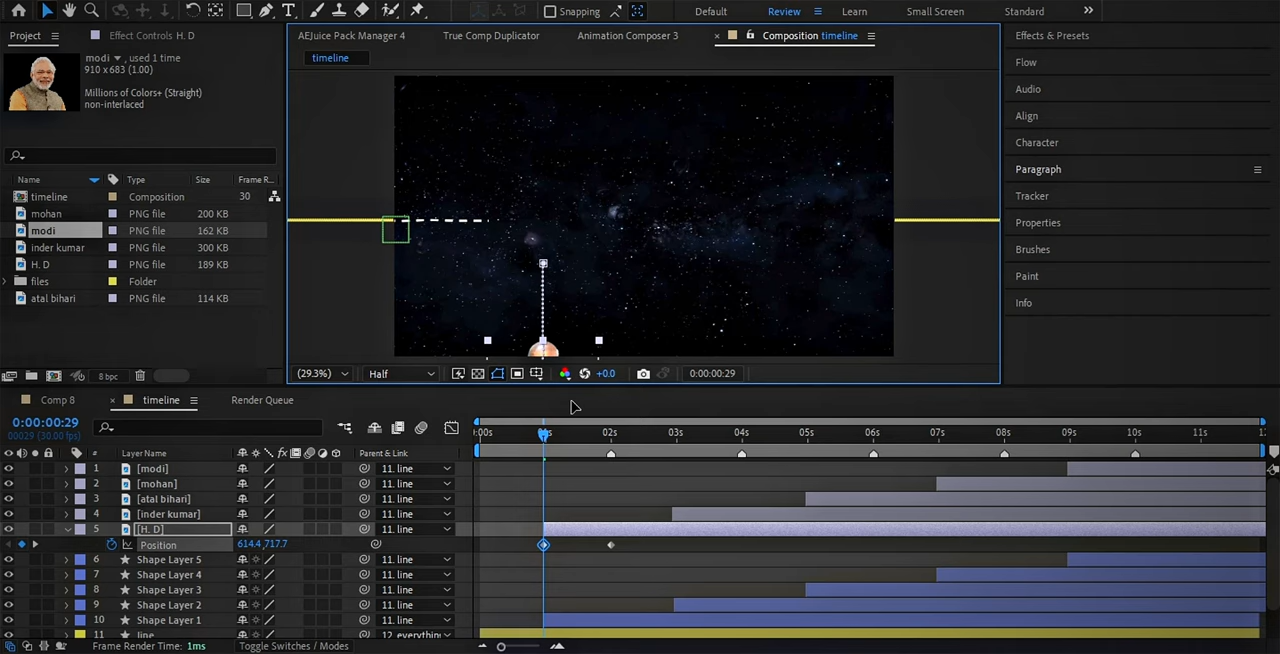 Snapping
Default
Review
Learn
Small Screen
Standard
Project
Effect Controls H. D
AEJuice Pack Manager 4
True Comp Duplicator
Animation Composer 3
Composition timeline
Effects & Presets
timeline
modi , used 1 time
910 x 683 (1.00)
Millions of Colors+ (Straight)
non-interlaced
Flow
Audio
Align
Character
Paragraph
Tracker
Properties
Brushes
Paint
Info
Name Type Size Frame R...
timeline Composition 30
mohan PNG file 200 KB
modi PNG file 162 KB
inder kumar PNG file 300 KB
H. D PNG file 189 KB
files Folder
atal bihari PNG file 114 KB
8 bpc
(29.3%) Half +0.0 0:00:00:29
Comp 8 timeline Render Queue
0:00:00:29
00029 (30.00 fps)
:00s 02s 03s 04s 05s 06s 07s 08s 09s 10s 11s 12
# Layer Name fx Parent & Link
1 [modi] 11. line
2 [mohan] 11. line
3 [atal bihari] 11. line
4 [inder kumar] 11. line
5 [H. D] 11. line
Position 614.4,717.7
6 Shape Layer 5 11. line
7 Shape Layer 4 11. line
8 Shape Layer 3 11. line
9 Shape Layer 2 11. line
10 Shape Layer 1 11. line
11 line 12. everything
Frame Render Time: 1ms Toggle Switches / Modes